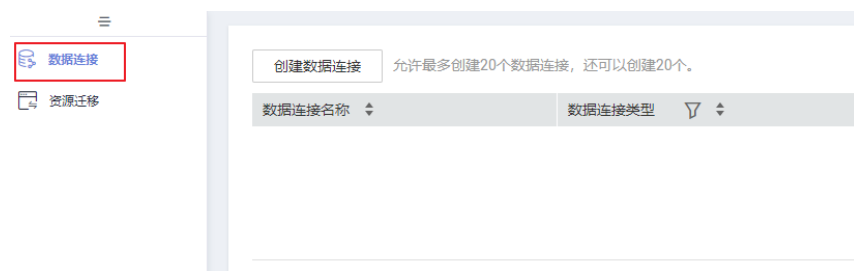 数据连接
资源迁移
创建数据连接 允许最多创建20个数据连接，还可以创建20个。
数据连接名称 数据连接类型